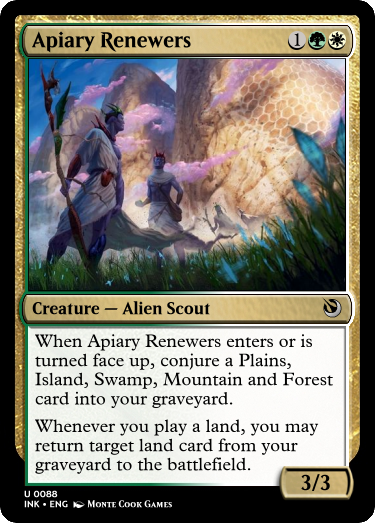 Apiary Renewers 1
Creature — Alien Scout
When Apiary Renewers enters or is
turned face up, conjure a Plains,
Island, Swamp, Mountain and Forest
card into your graveyard.
Whenever you play a land, you may
return target land card from your
graveyard to the battlefield.
3/3
U 0088
INK • ENG Monte Cook Games